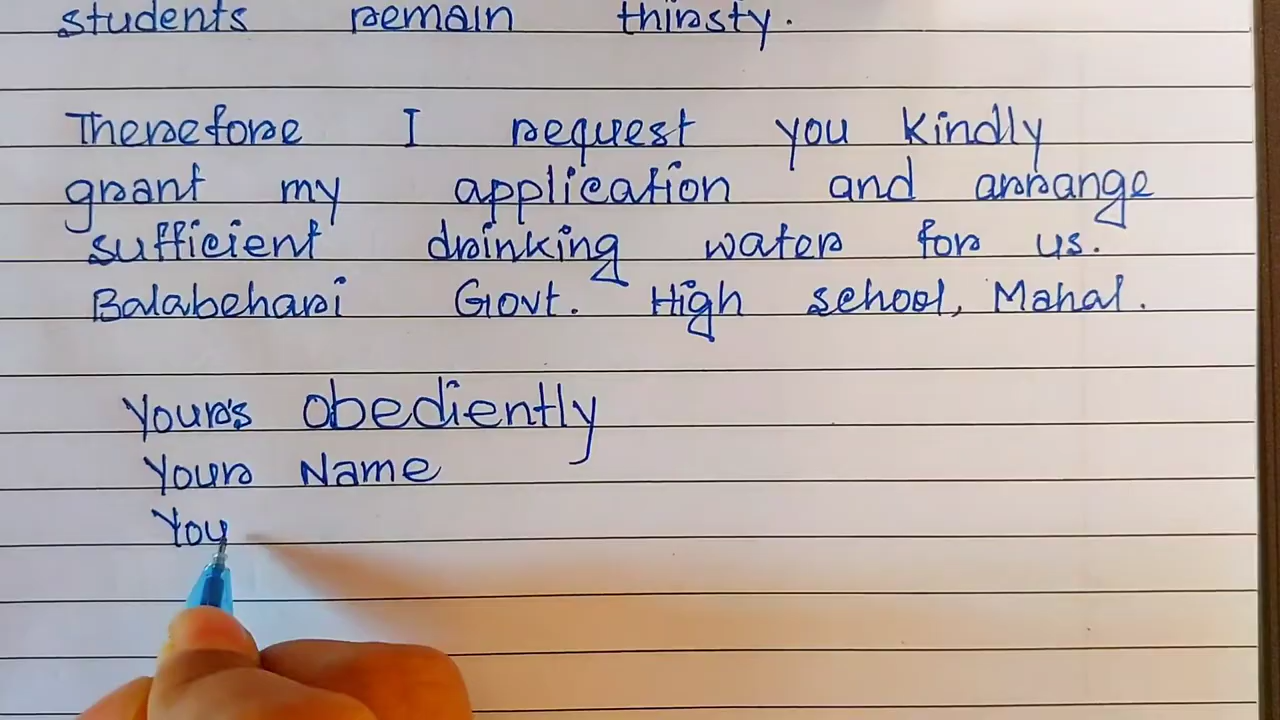 students remain thirsty.
Therefore I request you kindly
grant my application and arrange
sufficient drinking water for us.
Balabehari Govt. High school, Mahal.
Your's obediently
Your Name
You